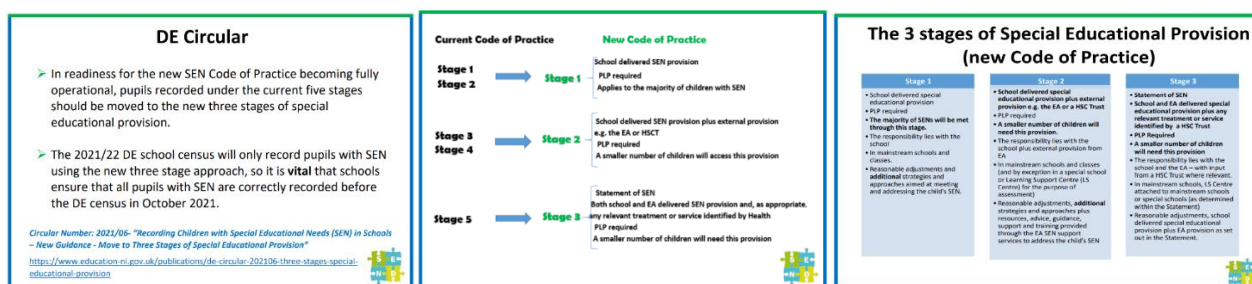 DE Circular
In readiness for the new SEN Code of Practice becoming fully
operational, pupils recorded under the current five stages
should be moved to the new three stages of special
educational provision.
The 2021/22 DE school census will only record pupils with SEN
using the new three step approach, so it is vital that schools
ensure that all pupils with SEN are correctly recorded before
the DE census in October 2021.
Circular Number: 2021/06- "Recording Children with Special Educational Needs (SEN) in Schools
– New Guidance - Move to Three Stages of Special Educational Provision"
https://www.education-ni.gov.uk/publications/de-circular-202106-three-stages-special-
educational-provision
S E
N D
Current Code of Practice
New Code of Practice
Stage 1
Stage 2
Stage 1
School delivered SEN provision
PLP required
Applies to the majority of children with SEN
Stage 3
Stage 4
Stage 2
School delivered SEN provision plus external provision
e.g. the EA or HSCT
PLP required
A smaller number of children will access this provision
Stage 5
Stage 3
Statement of SEN
Both school and EA delivered SEN provision and, as appropriate,
any relevant treatment or service identified by Health
PLP required
A smaller number of children will need this provision
S E
N D
The 3 stages of Special Educational Provision
(new Code of Practice)
Stage 1
• School delivered special
educational provision
• PLP required
• The majority of SENs will be met
through this stage.
• The responsibility lies with the
school
• In mainstream schools and
classes.
• Reasonable adjustments and
additional strategies and
approaches aimed at meeting
and addressing the child's SEN.
Stage 2
• School delivered special
educational provision plus external
provision e.g. the EA or a HSC Trust
• PLP required
• A smaller number of children will
need this provision.
• The responsibility lies with the
school plus external provision from
EA
• In mainstream schools and classes
(and by exception in a special school
or Learning Support Centre (LS
Centre) for the purpose of
assessment)
• Reasonable adjustments, additional
strategies and approaches plus
resources, advice, guidance,
support and training provided
through the EA SEN support
services to address the child's SEN
Stage 3
• Statement of SEN
• School and EA delivered special
educational provision plus any
relevant treatment or service
identified by a HSC Trust
• PLP Required
• A smaller number of children
will need this provision
• The responsibility lies with the
school and the EA – with input
from a HSC Trust where relevant.
• In mainstream schools, LS Centre
attached to mainstream schools
or special schools (as determined
within the Statement)
• Reasonable adjustments, school
delivered special educational
provision plus EA provision as set
out in the Statement.